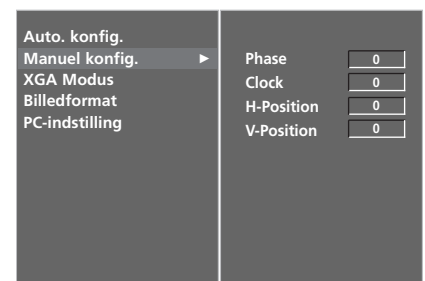 Auto. konfig.
Manuel konfig. ►
XGA Modus
Billedformat
PC-indstilling
Phase 0
Clock 0
H-Position 0
V-Position 0